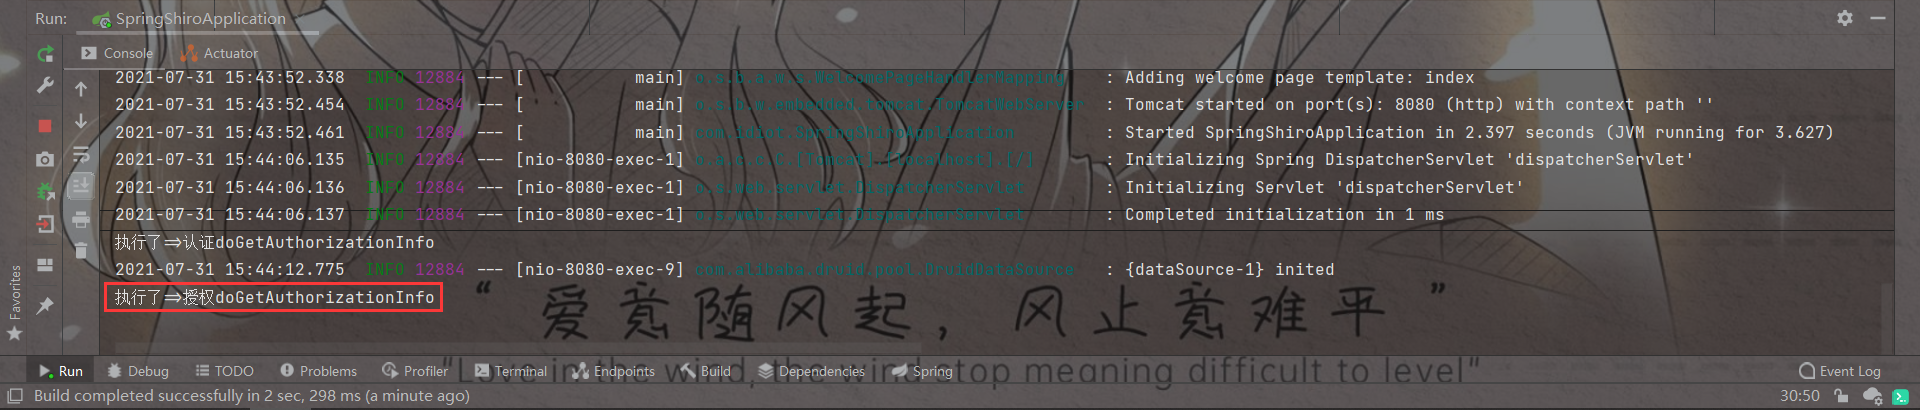 Run: SpringShiroApplication
Console Actuator
2021-07-31 15:43:52.338 INFO 12884 --- [ main] o.s.b.a.w.s.WelcomePageHandlerMapping : Adding welcome page template: index
2021-07-31 15:43:52.454 INFO 12884 --- [ main] o.s.b.w.embedded.tomcat.TomcatWebServer : Tomcat started on port(s): 8080 (http) with context path ''
2021-07-31 15:43:52.461 INFO 12884 --- [ main] com.idiot.SpringShiroApplication : Started SpringShiroApplication in 2.397 seconds (JVM running for 3.627)
2021-07-31 15:44:06.135 INFO 12884 --- [nio-8080-exec-1] o.a.c.c.C.[Tomcat].[localhost].[/] : Initializing Spring DispatcherServlet 'dispatcherServlet'
2021-07-31 15:44:06.136 INFO 12884 --- [nio-8080-exec-1] o.s.web.servlet.DispatcherServlet : Initializing Servlet 'dispatcherServlet'
2021-07-31 15:44:06.137 INFO 12884 --- [nio-8080-exec-1] o.s.web.servlet.DispatcherServlet : Completed initialization in 1 ms
执行了=>认证doGetAuthorizationInfo
2021-07-31 15:44:12.775 INFO 12884 --- [nio-8080-exec-9] com.alibaba.druid.pool.DruidDataSource : {dataSource-1} inited
执行了=>授权doGetAuthorizationInfo
“爱意随风起，风止意难平”
Favorites
Run Debug TODO Problems Profiler Terminal Endpoints Build Dependencies Spring Event Log
"Love in the wind, the wind stop meaning difficult to level"
Build completed successfully in 2 sec, 298 ms (a minute ago) 30:50